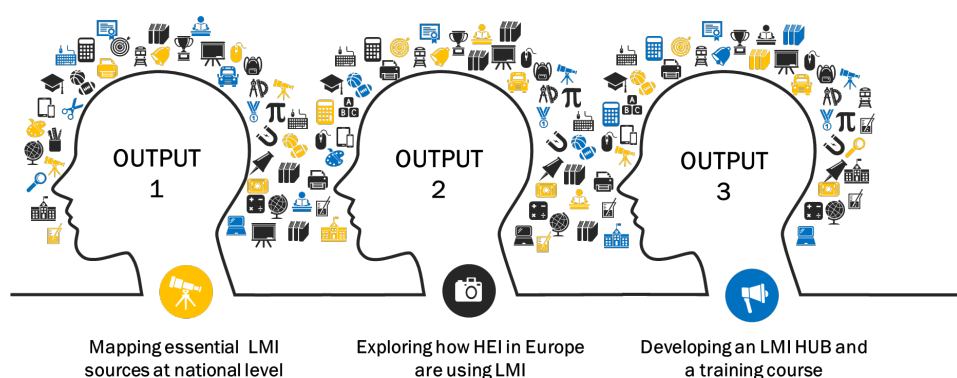 OUTPUT
1
OUTPUT
2
OUTPUT
3
A
B C
Mapping essential LMI
sources at national level
Exploring how HEI in Europe
are using LMI
Developing an LMI HUB and
a training course